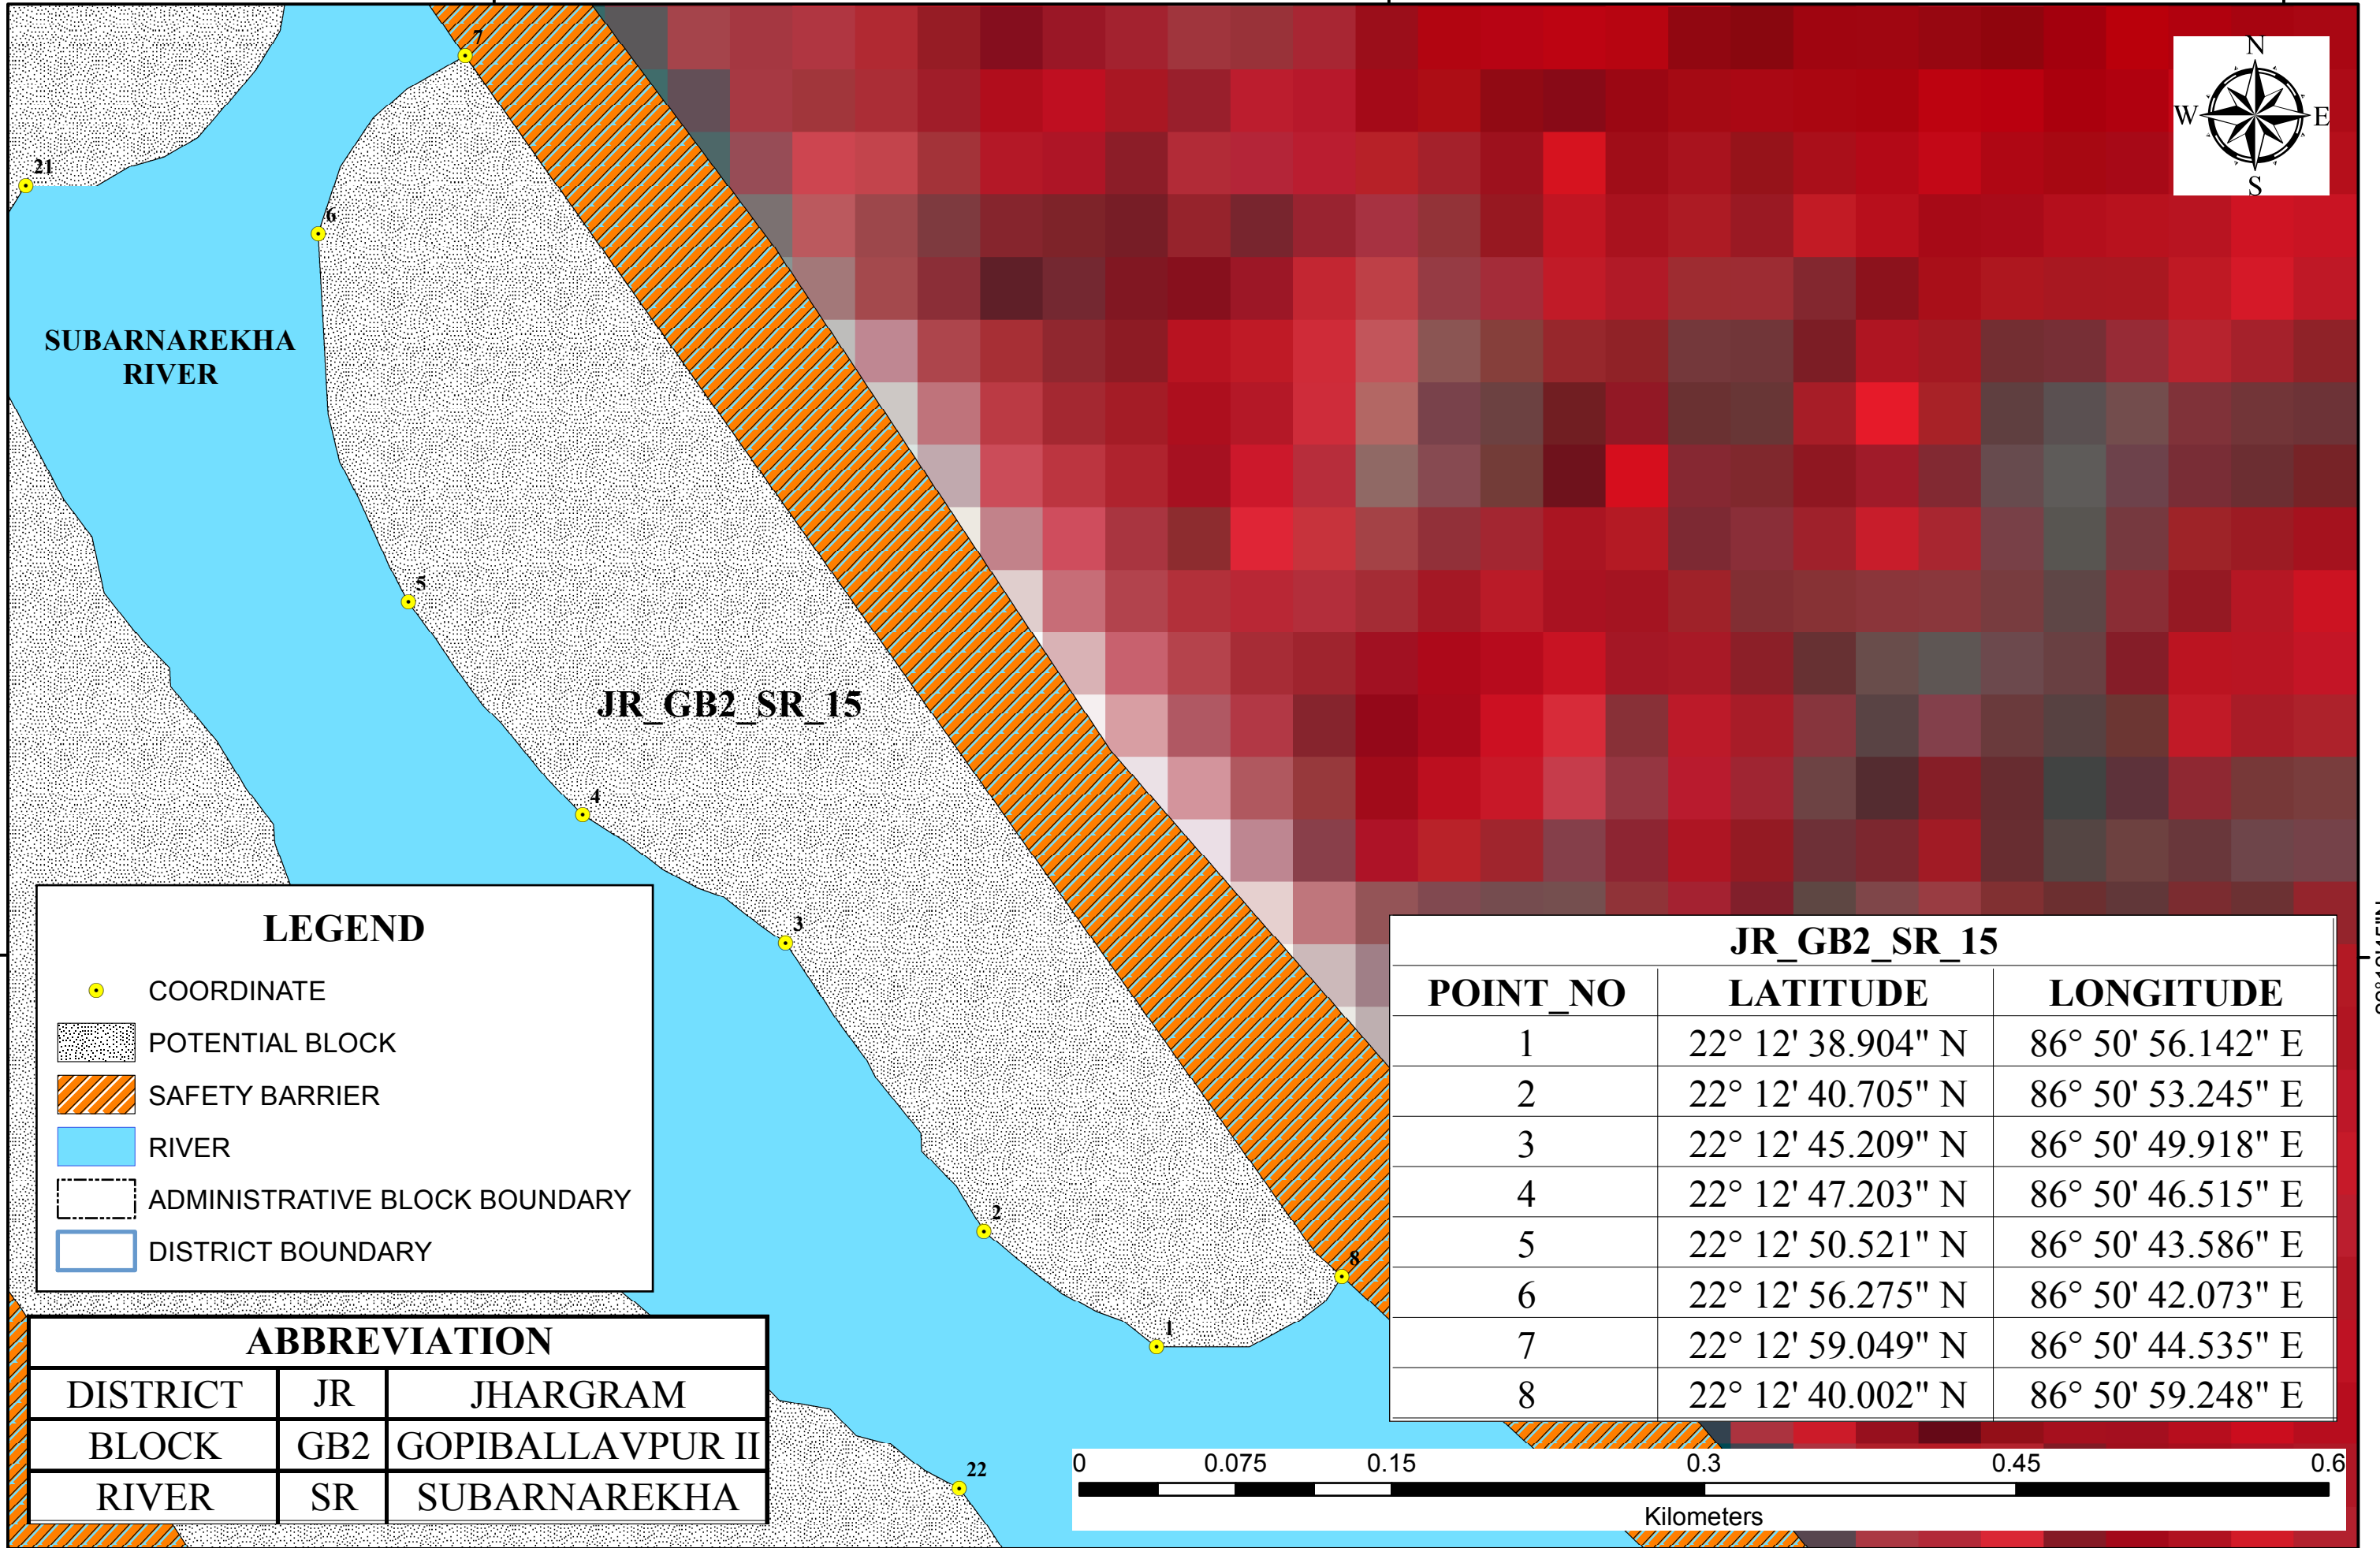 7
N
W E
S
21
6
SUBARNAREKHA
RIVER
5
JR_GB2_SR_15
4
3
2
8
1
22
LEGEND
COORDINATE
POTENTIAL BLOCK
SAFETY BARRIER
RIVER
ADMINISTRATIVE BLOCK BOUNDARY
DISTRICT BOUNDARY
JR_GB2_SR_15
POINT_NO LATITUDE LONGITUDE
1 22° 12' 38.904" N 86° 50' 56.142" E
2 22° 12' 40.705" N 86° 50' 53.245" E
3 22° 12' 45.209" N 86° 50' 49.918" E
4 22° 12' 47.203" N 86° 50' 46.515" E
5 22° 12' 50.521" N 86° 50' 43.586" E
6 22° 12' 56.275" N 86° 50' 42.073" E
7 22° 12' 59.049" N 86° 50' 44.535" E
8 22° 12' 40.002" N 86° 50' 59.248" E
ABBREVIATION
DISTRICT JR JHARGRAM
BLOCK GB2 GOPIBALLAVPUR II
RIVER SR SUBARNAREKHA
0 0.075 0.15 0.3 0.45 0.6
Kilometers